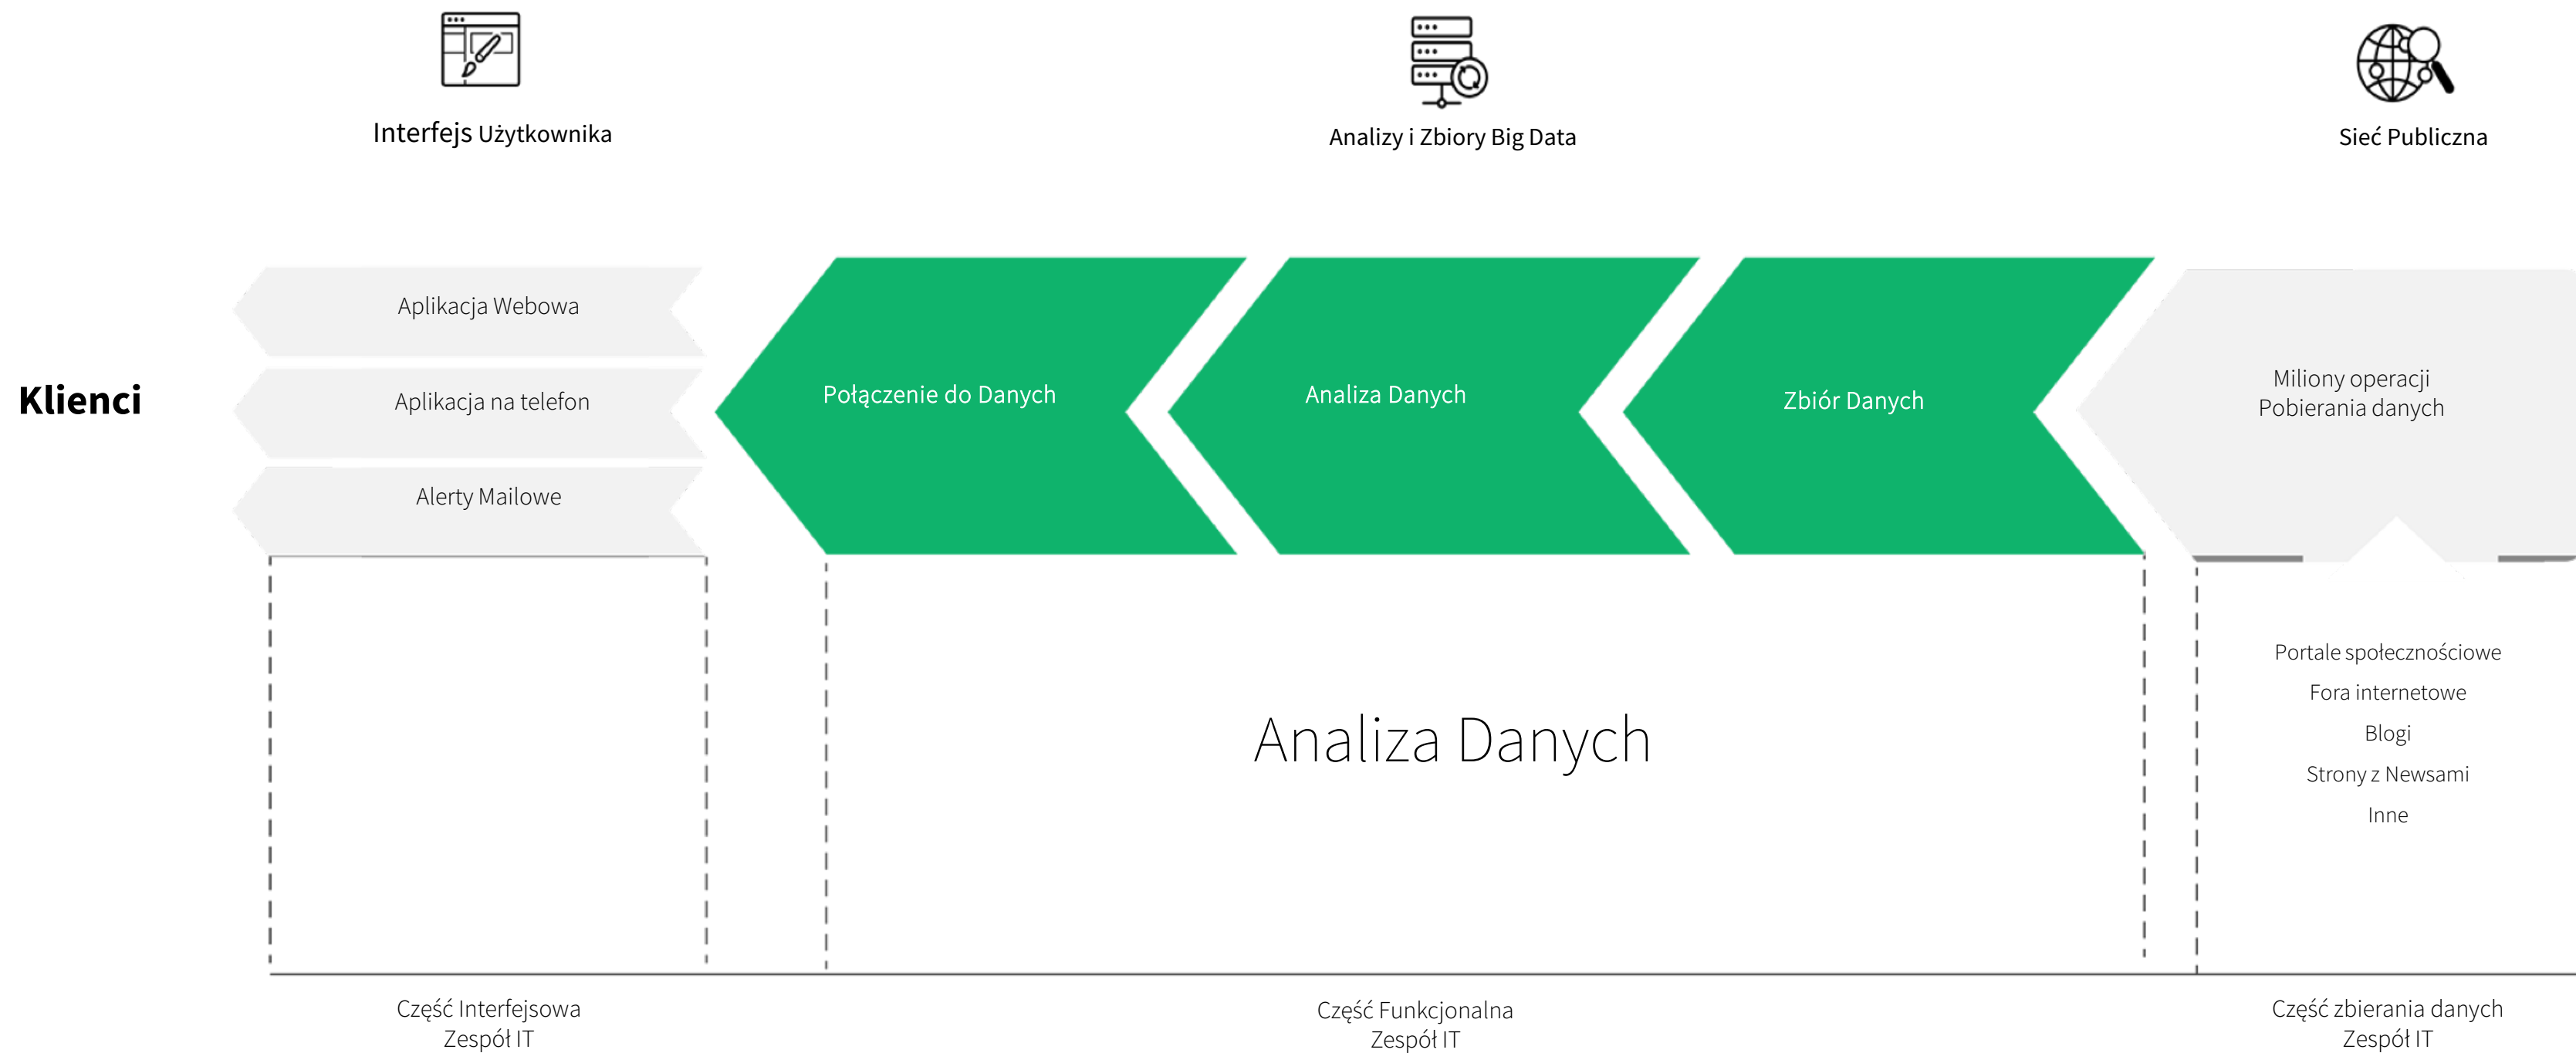 Interfejs Użytkownika
Analizy i Zbiory Big Data
Sieć Publiczna
Klienci
Aplikacja Webowa
Aplikacja na telefon
Alerty Mailowe
Połączenie do Danych
Analiza Danych
Zbiór Danych
Miliony operacji
Pobierania danych
Analiza Danych
Portale społecznościowe
Fora internetowe
Blogi
Strony z Newsami
Inne
Część Interfejsowa
Zespół IT
Część Funkcjonalna
Zespół IT
Część zbierania danych
Zespół IT